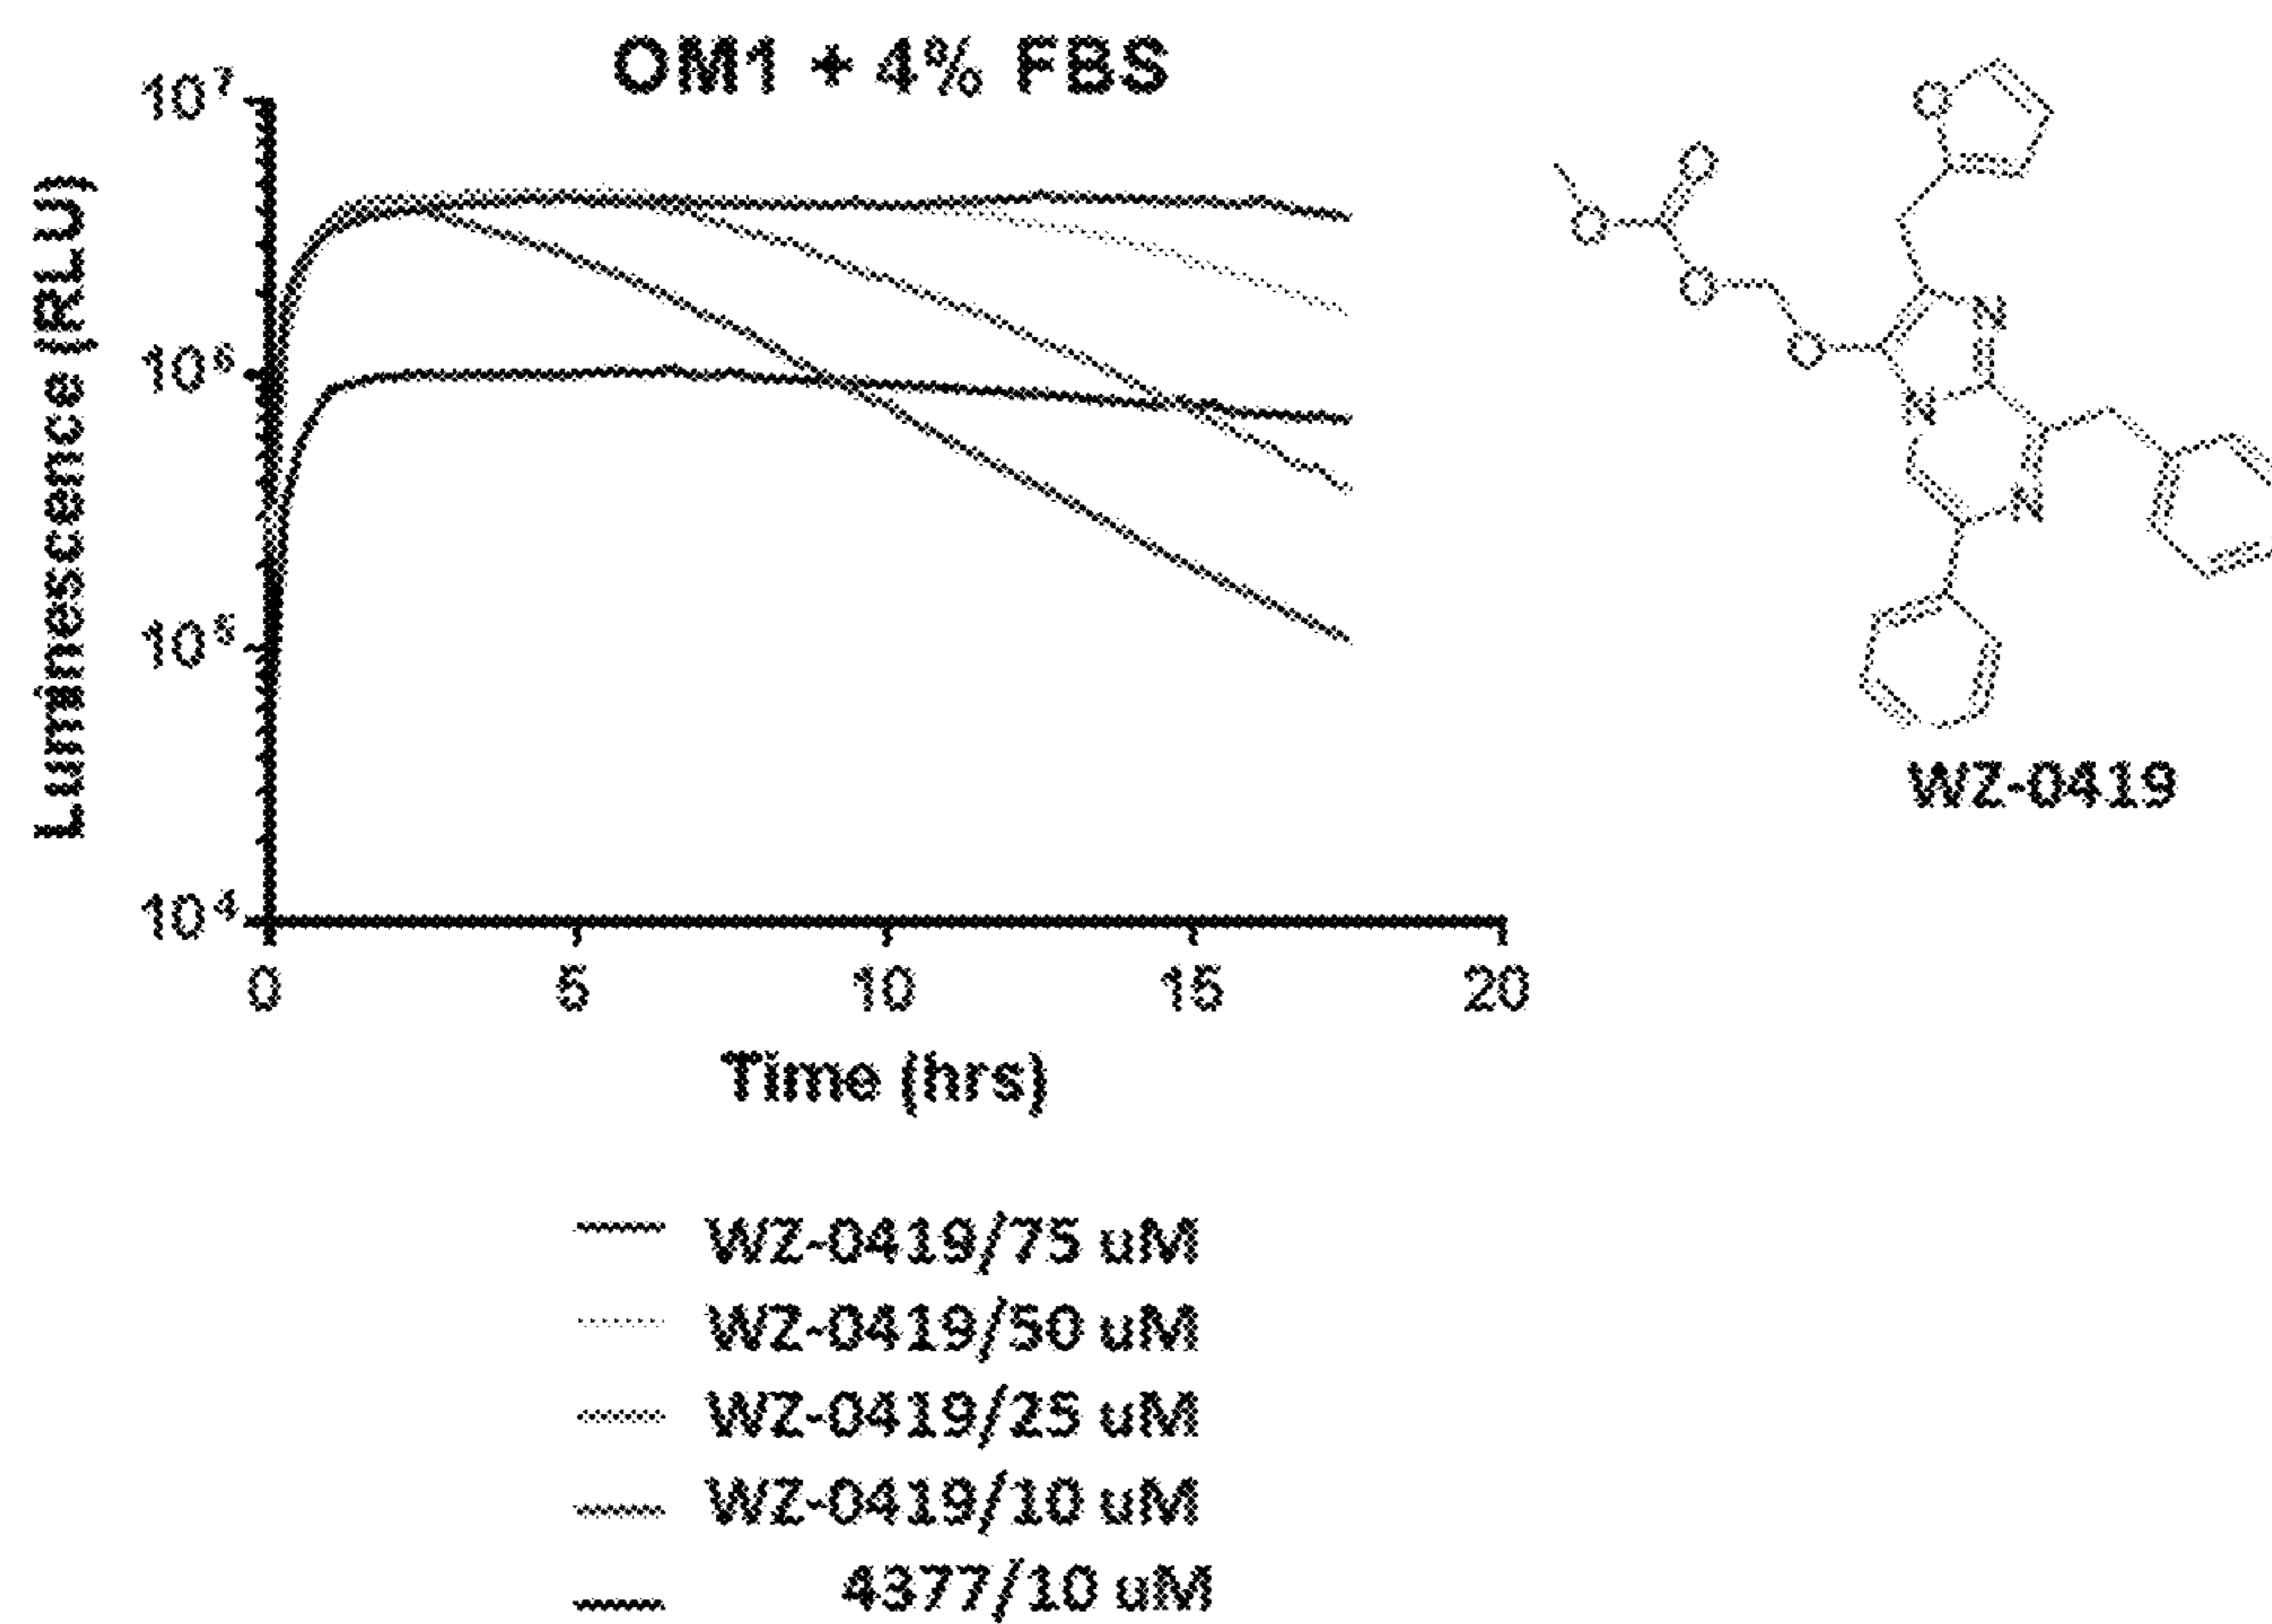 OM1 + 4% FBS
Luminescence (RLU)
10⁷
10⁶
10⁵
10⁴
0 5 10 15 20
Time (hrs)
O
O
O
O
O
N
N
N
WZ-0419
WZ-0419/75 uM
WZ-0419/50 uM
WZ-0419/25 uM
WZ-0419/10 uM
4377/10 uM